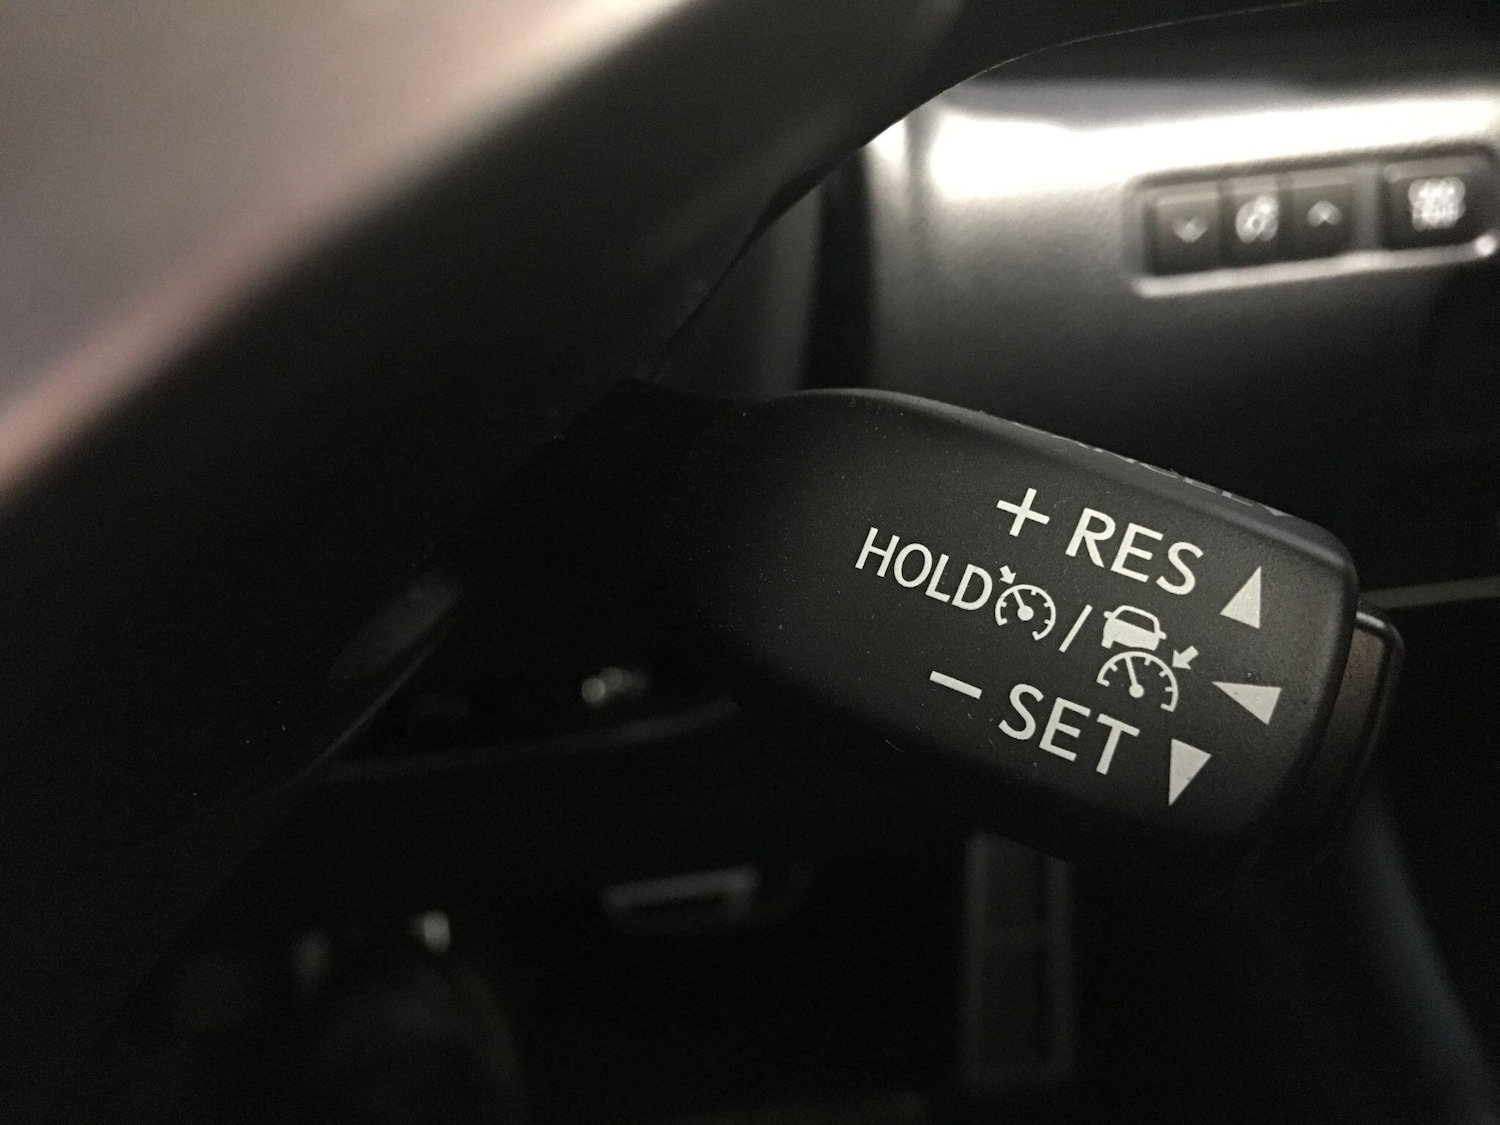 + RES
HOLD /
− SET